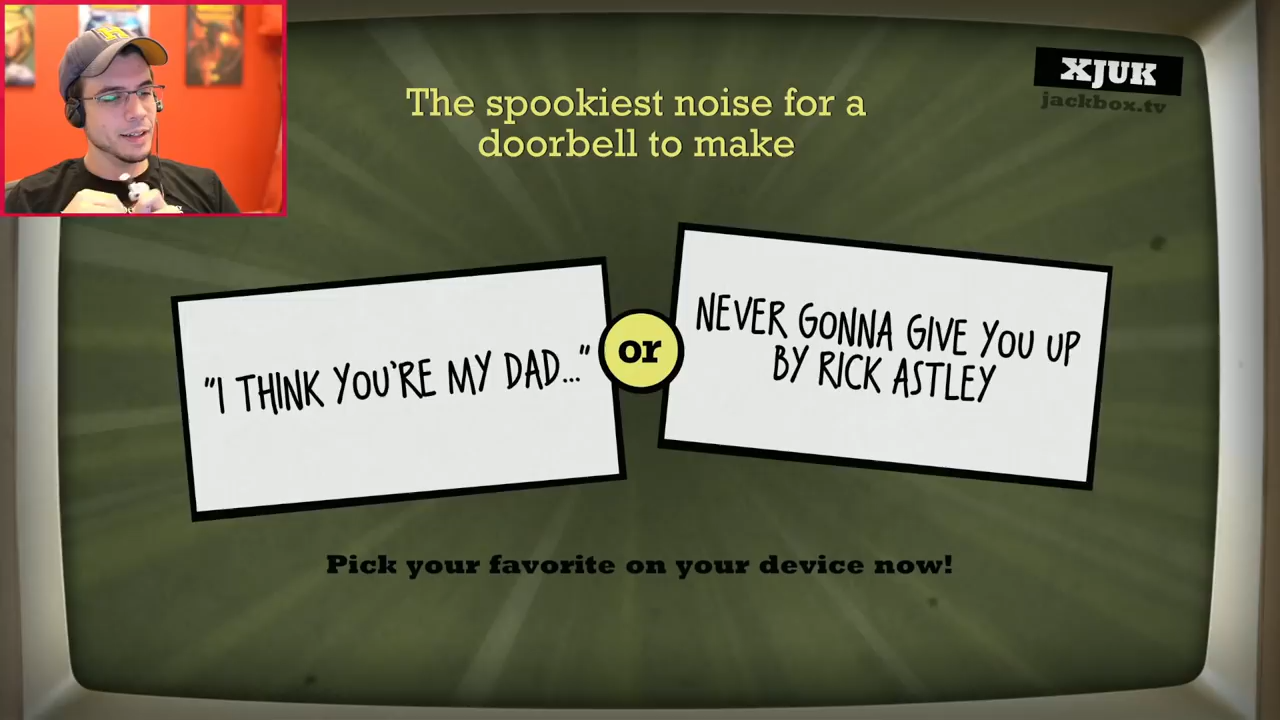 XJUK
jackbox.tv
The spookiest noise for a
doorbell to make
"I THINK YOU'RE MY DAD..."
or
NEVER GONNA GIVE YOU UP
BY RICK ASTLEY
Pick your favorite on your device now!